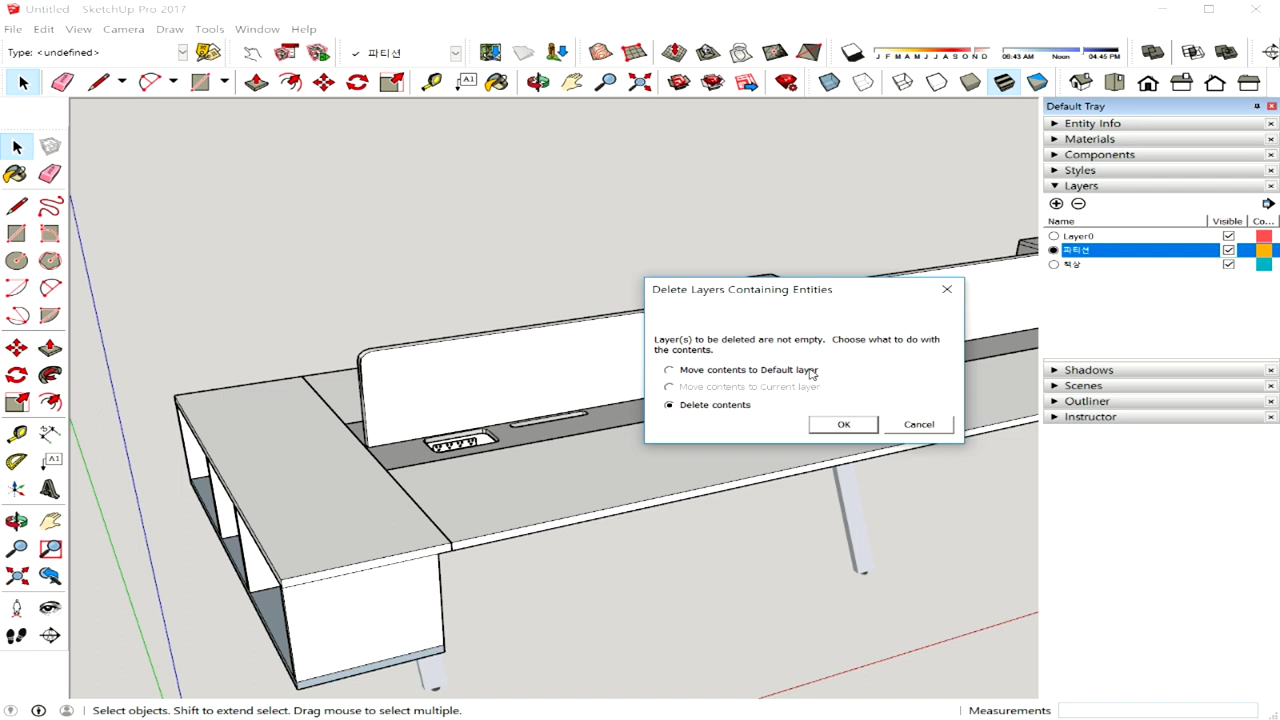 Untitled - SketchUp Pro 2017
File Edit View Camera Draw Tools Window Help
Type: <undefined>
파티션
J F M A M J J A S O N D
Noon
04:45 PM
A1
Default Tray
Entity Info
Materials
Components
Styles
Layers
Name Visible Co...
Layer0
파티션
책상
Delete Layers Containing Entities
Layer(s) to be deleted are not empty. Choose what to do with
the contents.
Move contents to Default layer
Move contents to Current layer
Delete contents
OK Cancel
Shadows
Scenes
Outliner
Instructor
A1
Select objects. Shift to extend select. Drag mouse to select multiple.
Measurements